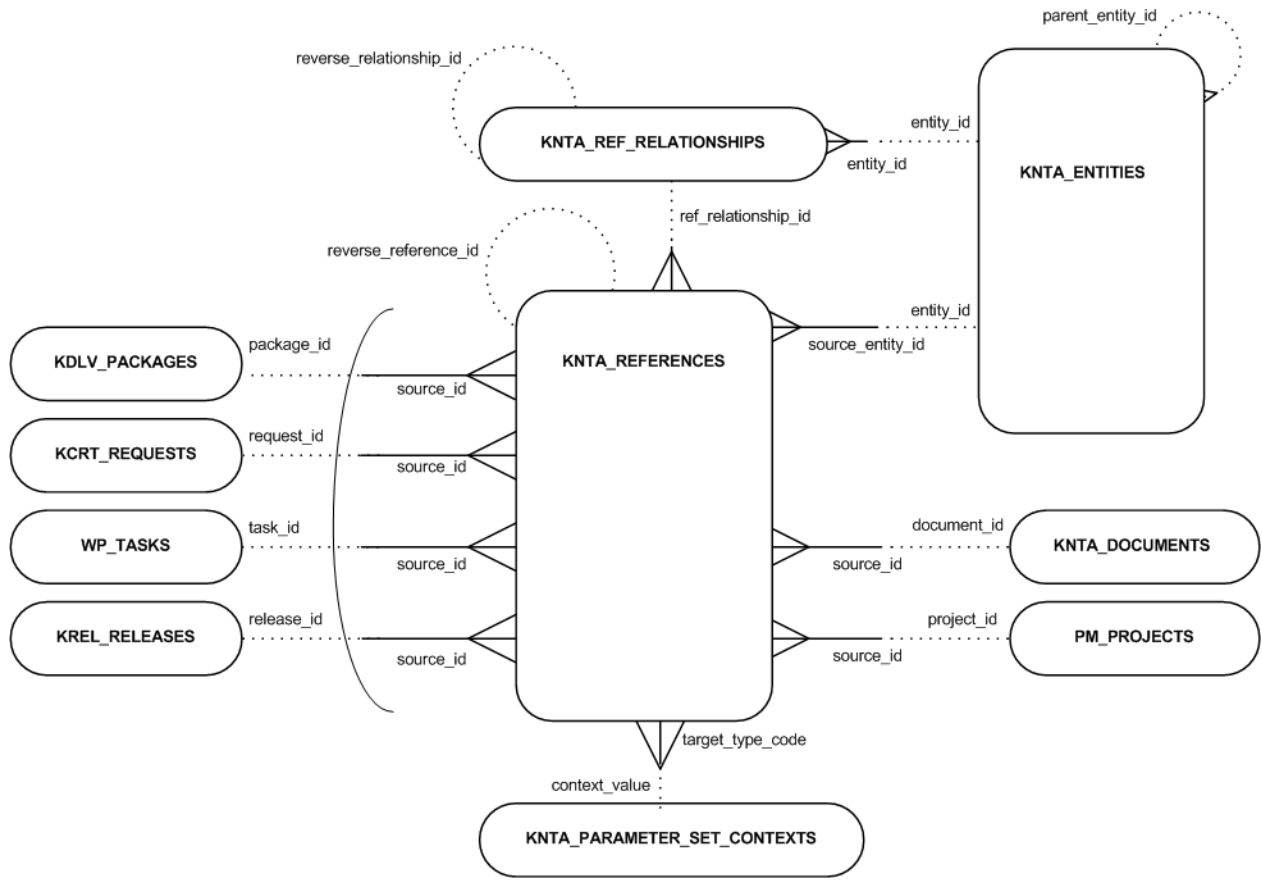 parent_entity_id
reverse_relationship_id
KNTA_REF_RELATIONSHIPS
entity_id
entity_id
KNTA_ENTITIES
ref_relationship_id
reverse_reference_id
entity_id
source_entity_id
KDLV_PACKAGES
package_id
source_id
KNTA_REFERENCES
KCRT_REQUESTS
request_id
source_id
WP_TASKS
task_id
source_id
document_id
source_id
KNTA_DOCUMENTS
KREL_RELEASES
release_id
source_id
project_id
source_id
PM_PROJECTS
target_type_code
context_value
KNTA_PARAMETER_SET_CONTEXTS